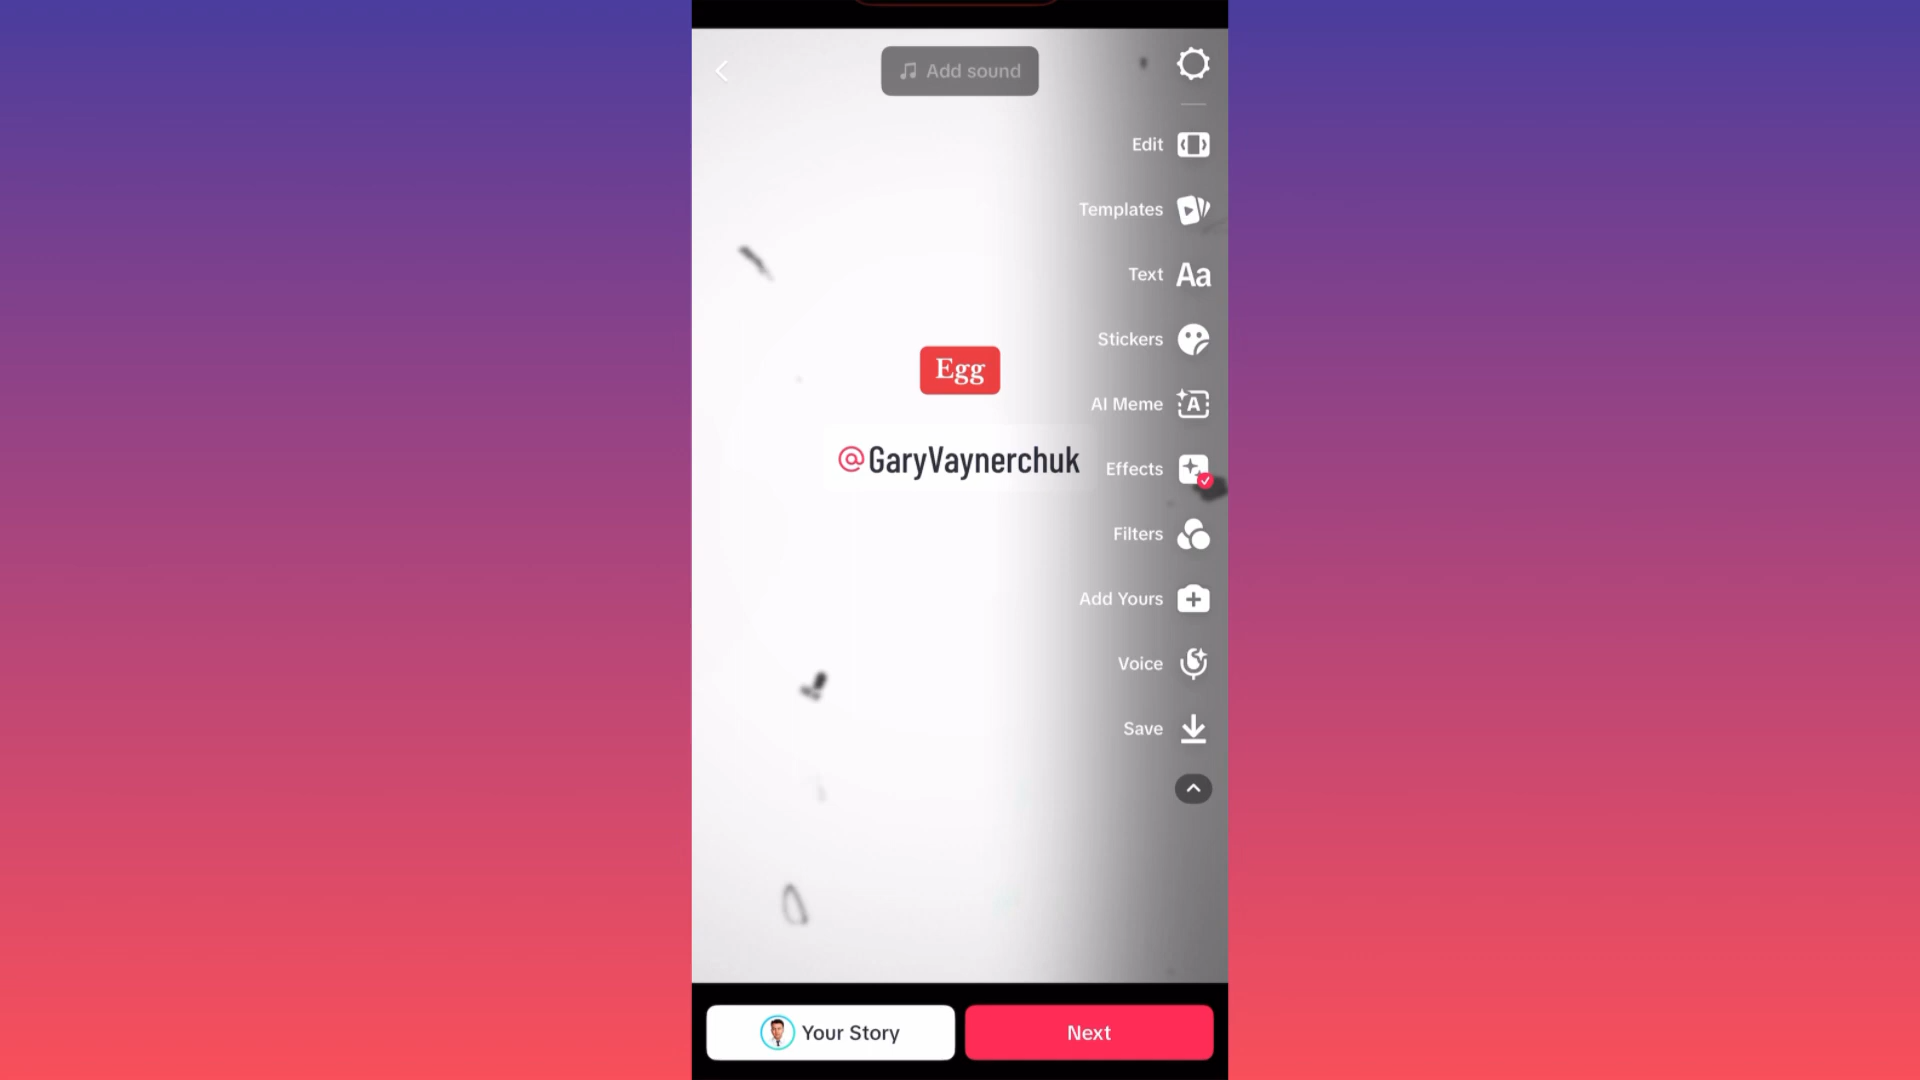 Add sound
Edit
Templates
Text Aa
Stickers
AI Meme A
Egg
@GaryVaynerchuk
Effects
Filters
Add Yours
Voice
Save
Your Story
Next